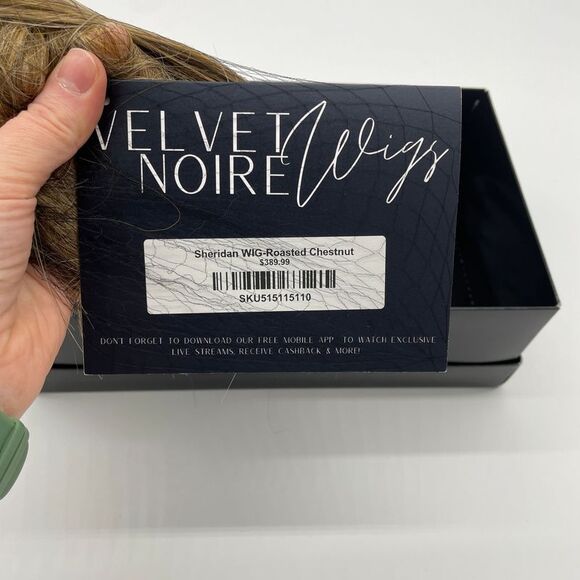 VELVET
NOIRE Wigs
Sheridan WIG-Roasted Chestnut
$389.99
SKU515115110
DON'T FORGET TO DOWNLOAD OUR FREE MOBILE APP TO WATCH EXCLUSIVE
LIVE STREAMS, RECEIVE CASHBACK & MORE!